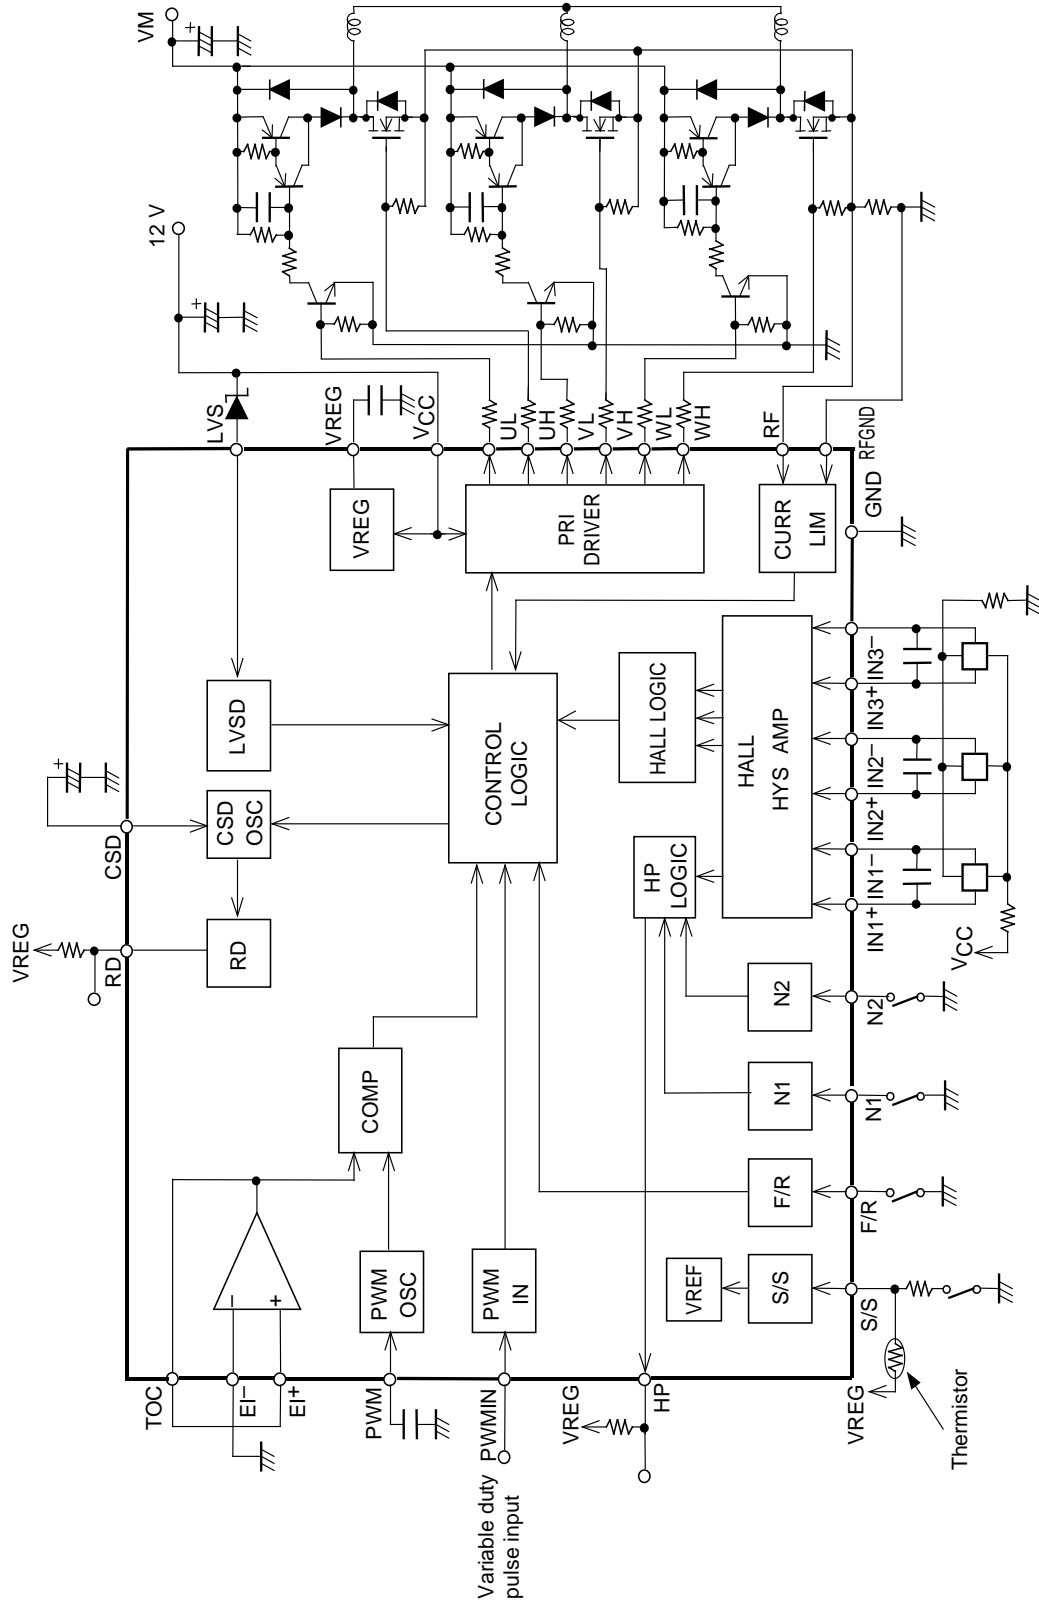 VREG
RD
CSD
LVS
VREG
VCC
12 V
VM
UL
UH
VL
VH
WL
WH
RF
RFGND
GND
LVSD
CSD
OSC
RD
VREG
PRI
DRIVER
CURR
LIM
CONTROL
LOGIC
HALL LOGIC
HALL
HYS AMP
HP
LOGIC
COMP
PWM
OSC
PWM
IN
VREF
S/S
F/R
N1
N2
−
+
TOC
EI−
EI+
PWM
PWMIN
Variable duty
pulse input
VREG
HP
VREG
Thermistor
S/S
F/R
N1
N2
VCC
IN1+
IN1−
IN2+
IN2−
IN3+
IN3−
+
+
+